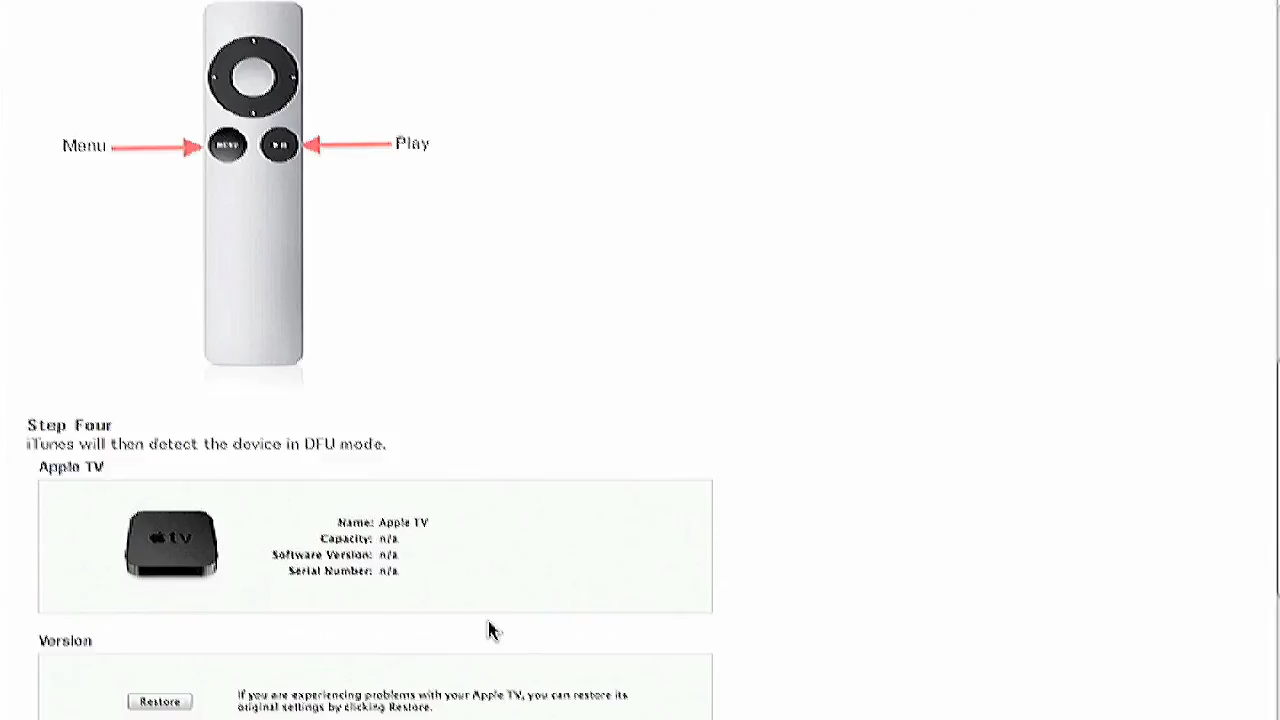 Menu
MENU
Play
Step Four
iTunes will then detect the device in DFU mode.
Apple TV
tv
Name: Apple TV
Capacity: n/a
Software Version: n/a
Serial Number: n/a
Version
Restore
If you are experiencing problems with your Apple TV, you can restore its
original settings by clicking Restore.